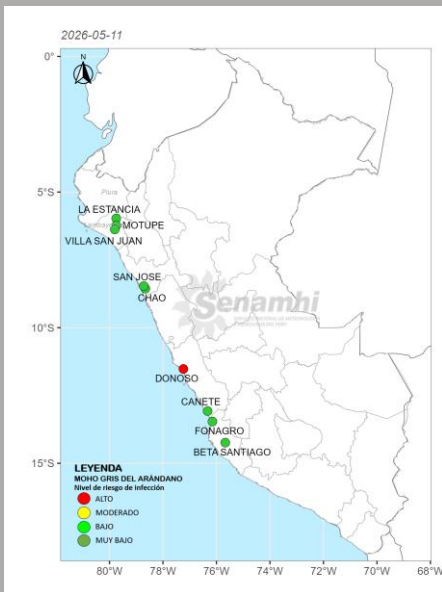 2026-05-11
N
0°
5°S
10°S
15°S
Piura
LA ESTANCIA
MOTUPE
VILLA SAN JUAN
SAN JOSE
CHAO
Senamhi
DONOSO
CANETE
FONAGRO
BETA SANTIAGO
LEYENDA
MOHO GRIS DEL ARÁNDANO
Nivel de riesgo de infección
ALTO
MODERADO
BAJO
MUY BAJO
80°W
78°W
76°W
74°W
72°W
70°W
68°W